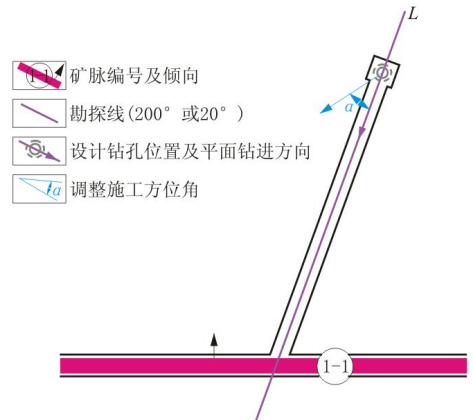 L
1-1 矿脉编号及倾向
勘探线(200° 或20° )
设计钻孔位置及平面钻进方向
α 调整施工方位角
α
1-1